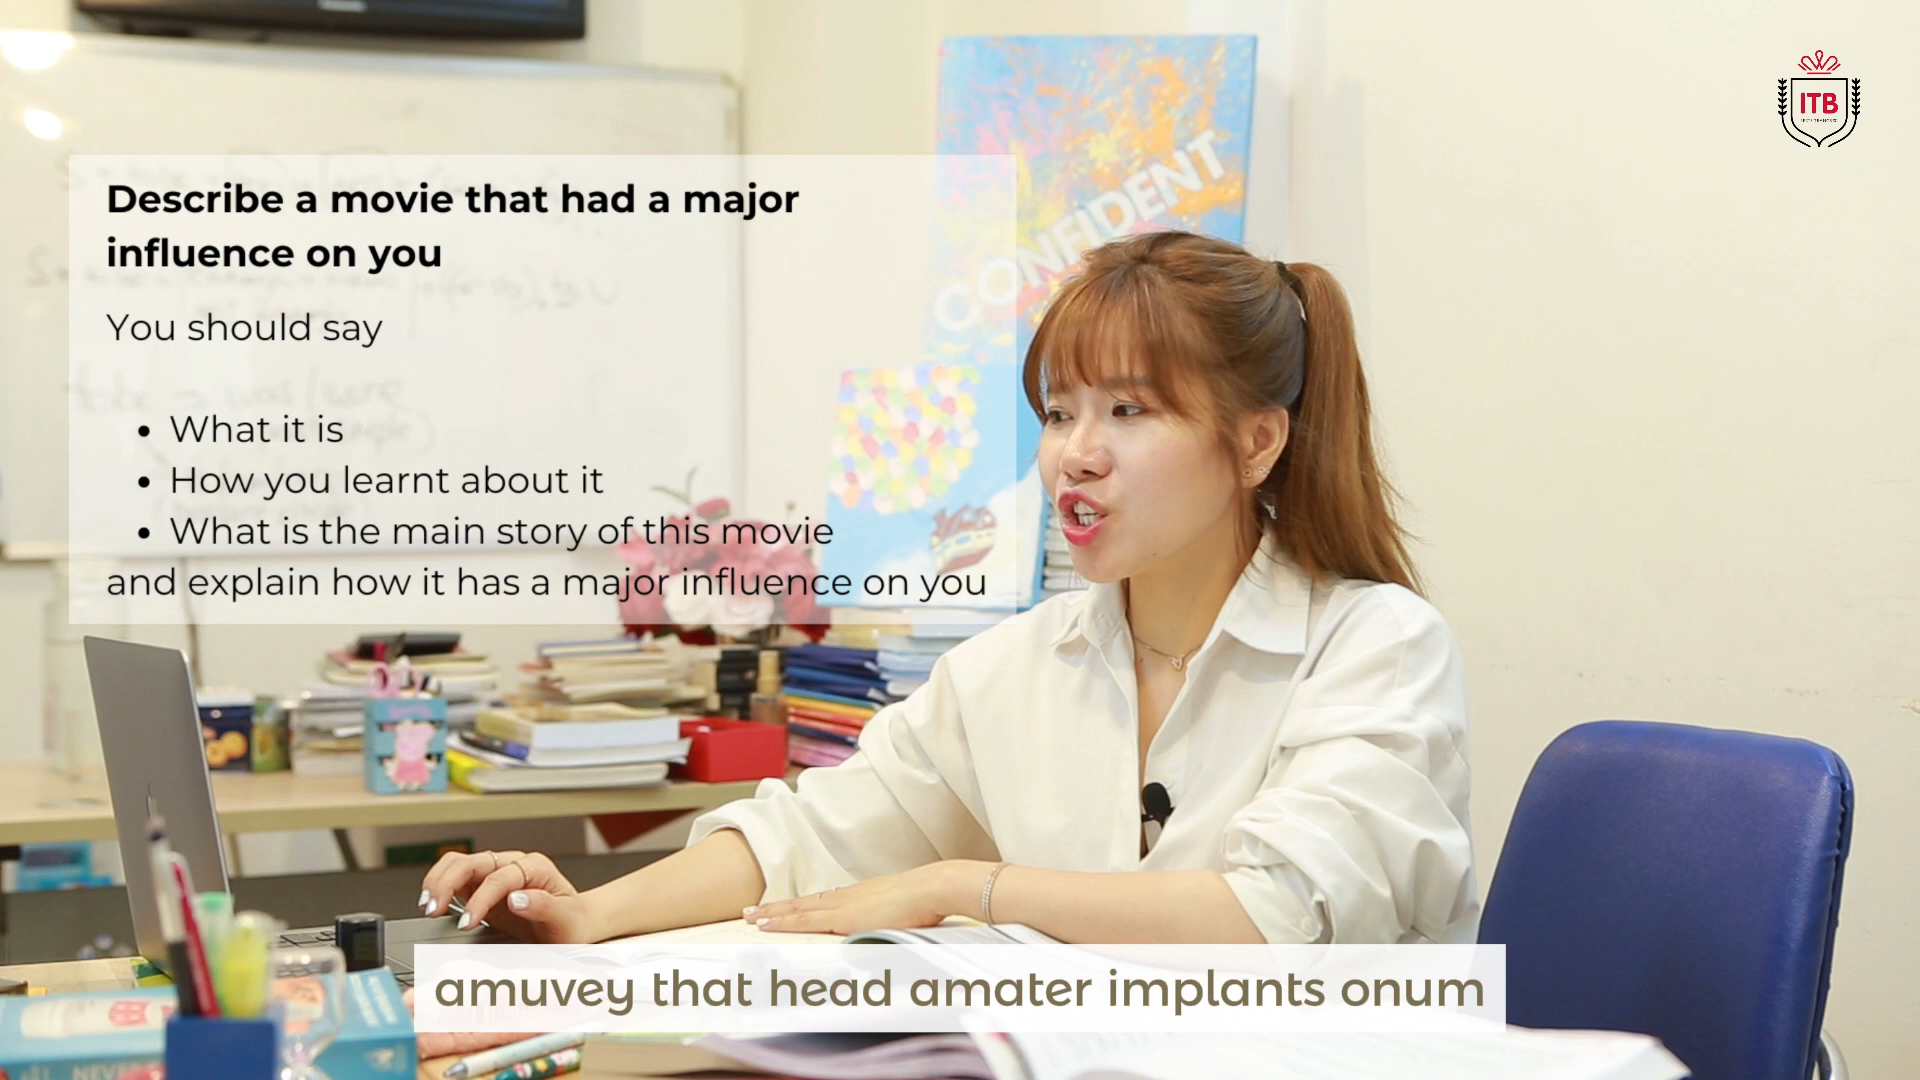 ITB
CONFIDENT
Describe a movie that had a major
influence on you
You should say
• What it is
• How you learnt about it
• What is the main story of this movie
and explain how it has a major influence on you
amuvey that head amater implants onum
NEVER